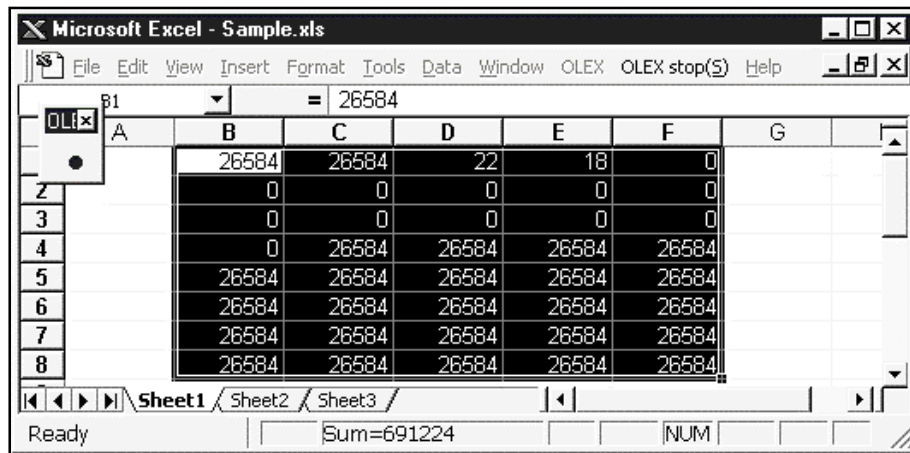 Microsoft Excel - Sample.xls
File Edit View Insert Format Tools Data Window OLEX OLEX stop(S) Help
B1 = 26584
OLE
A B C D E F G
26584 26584 22 18 0
2 0 0 0 0 0
3 0 0 0 0 0
4 0 26584 26584 26584 26584
5 26584 26584 26584 26584 26584
6 26584 26584 26584 26584 26584
7 26584 26584 26584 26584 26584
8 26584 26584 26584 26584 26584
Sheet1 Sheet2 Sheet3
Ready Sum=691224 NUM